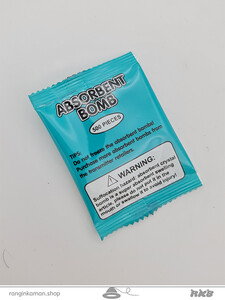 ABSORBENT
BOMB
500 PIECES
TIPS:
Do not freeze the absorbent bombs!
Purchase more absorbent bombs from
the transmitter retailers.
WARNING:
Suffocation hazard: absorbent crystal
bomb is a super absorbent swelling
article, please do not put it in the
mouth or swallow it to avoid injury!
ranginkaman.shop
RKS